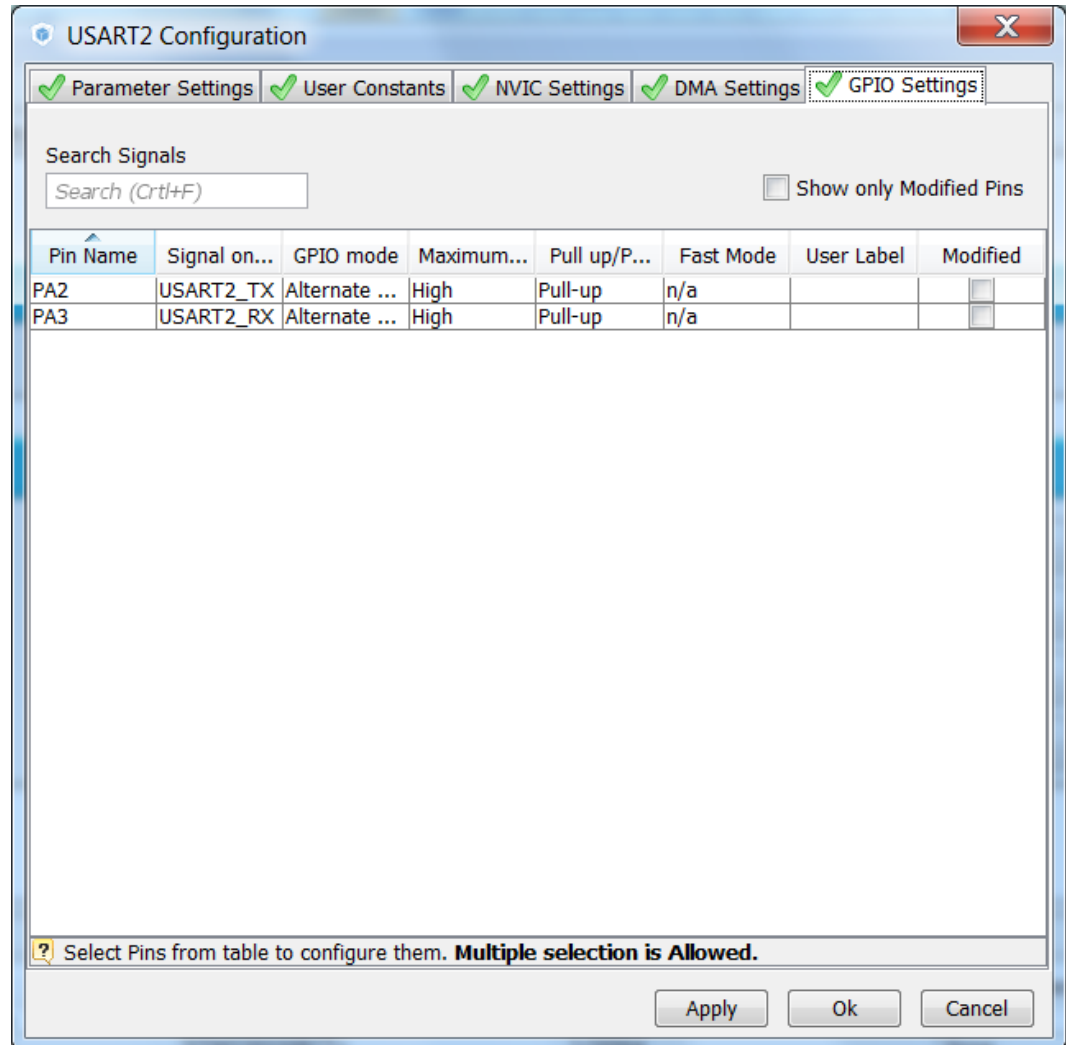 USART2 Configuration
Parameter Settings User Constants NVIC Settings DMA Settings GPIO Settings
Search Signals
Search (Crtl+F)
Show only Modified Pins
Pin Name Signal on... GPIO mode Maximum... Pull up/P... Fast Mode User Label Modified
PA2 USART2_TX Alternate ... High Pull-up n/a
PA3 USART2_RX Alternate ... High Pull-up n/a
? Select Pins from table to configure them. Multiple selection is Allowed.
Apply Ok Cancel